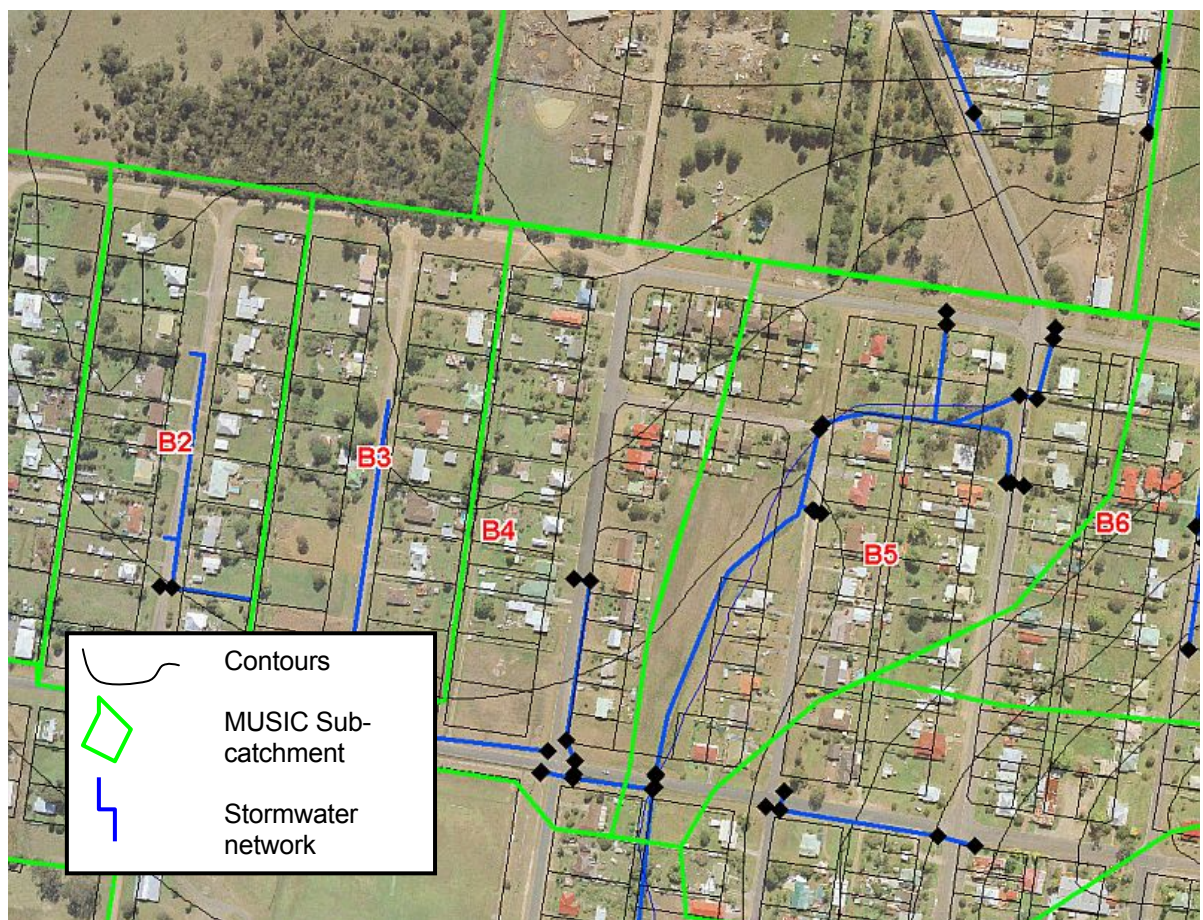 B2
B3
B4
B5
B6
Contours
MUSIC Sub-
catchment
Stormwater
network